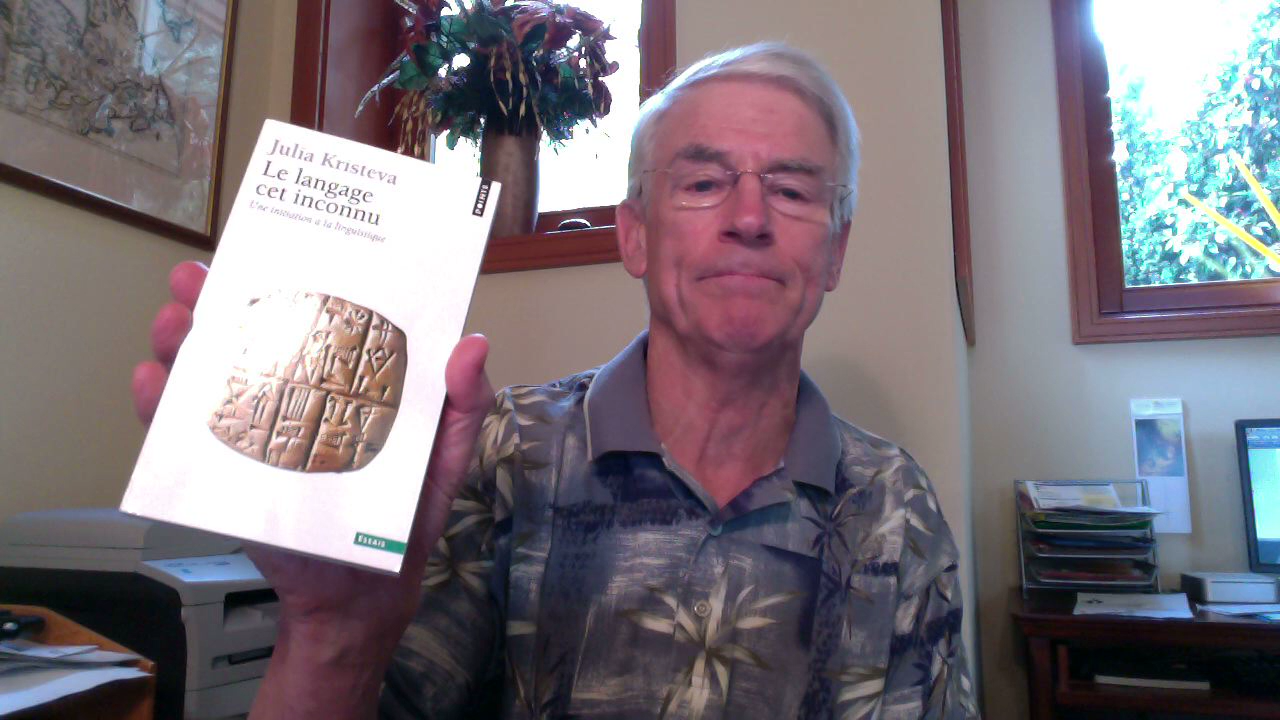 Julia Kristeva
Le langage
cet inconnu
Une initiation à la linguistique
POINTS
ESSAIS